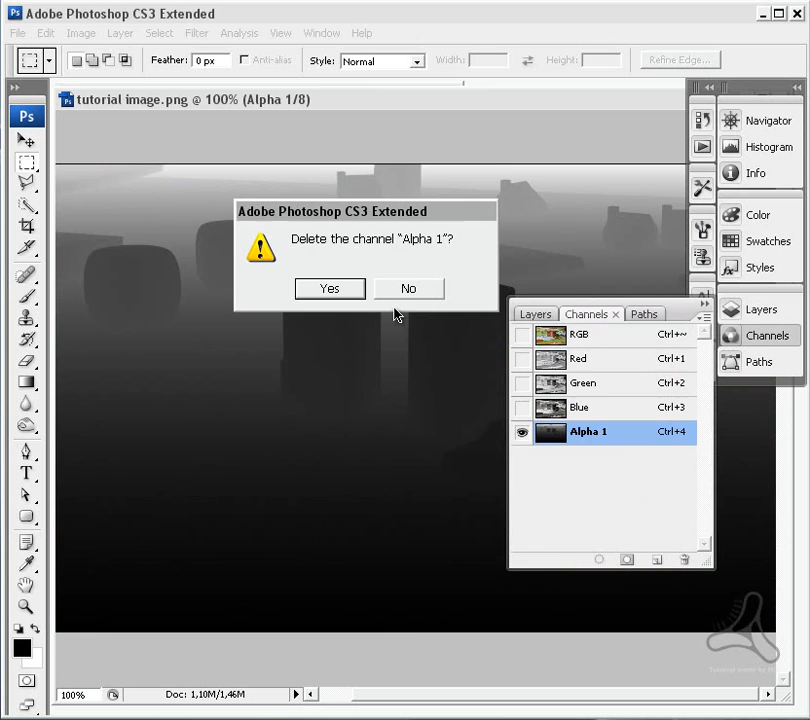 Adobe Photoshop CS3 Extended
File Edit Image Layer Select Filter Analysis View Window Help
Feather: 0 px Anti-alias Style: Normal Width: Height: Refine Edge...
Ps
tutorial image.png @ 100% (Alpha 1/8)
Navigator
Histogram
Info
Color
Swatches
Styles
Layers
Channels
Paths
Adobe Photoshop CS3 Extended
Delete the channel “Alpha 1”?
Yes No
Layers Channels × Paths
RGB Ctrl+~
Red Ctrl+1
Green Ctrl+2
Blue Ctrl+3
Alpha 1 Ctrl+4
T
100% Doc: 1,10M/1,46M